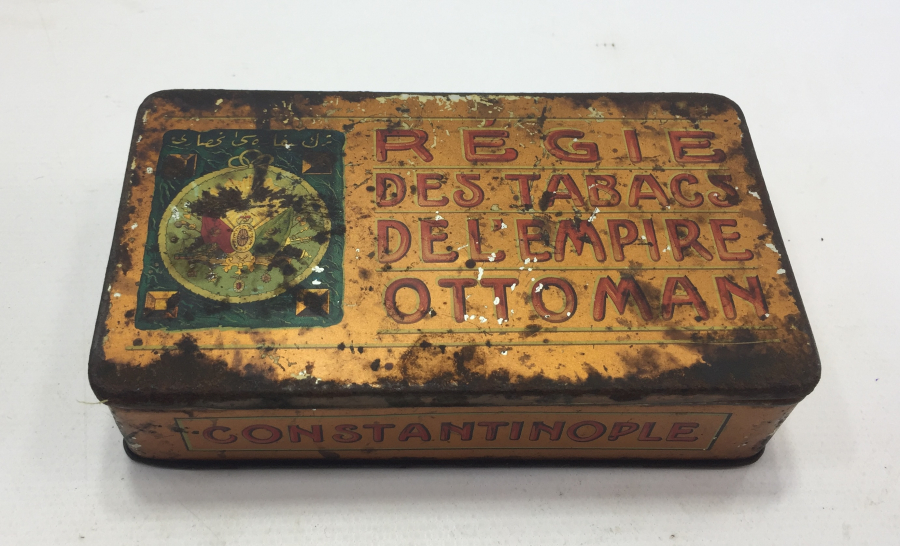 REGIE
DES TABACS
DE L'EMPIRE
OTTOMAN
CONSTANTINOPLE